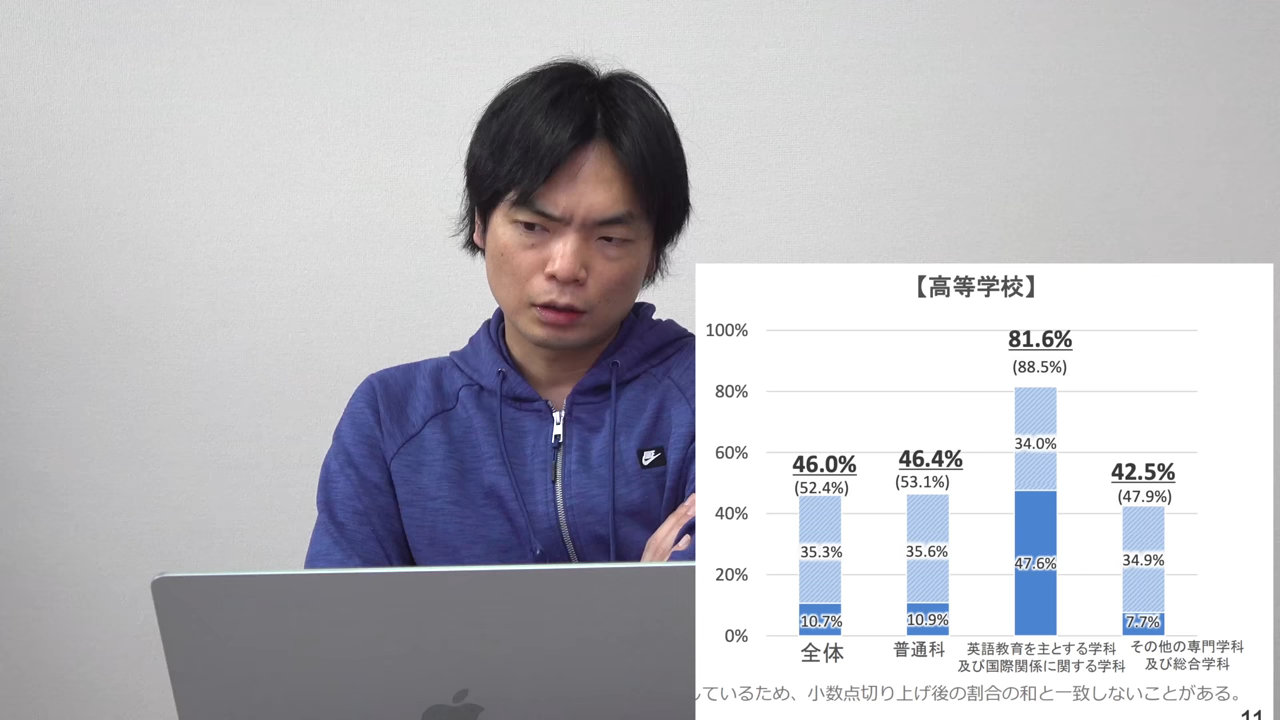 【高等学校】
100%
80%
60%
40%
20%
0%
46.0%
(52.4%)
35.3%
10.7%
46.4%
(53.1%)
35.6%
10.9%
81.6%
(88.5%)
34.0%
47.6%
42.5%
(47.9%)
34.9%
7.7%
全体
普通科
英語教育を主とする学科
及び国際関係に関する学科
その他の専門学科
及び総合学科
ているため、小数点切り上げ後の割合の和と一致しないことがある。
11